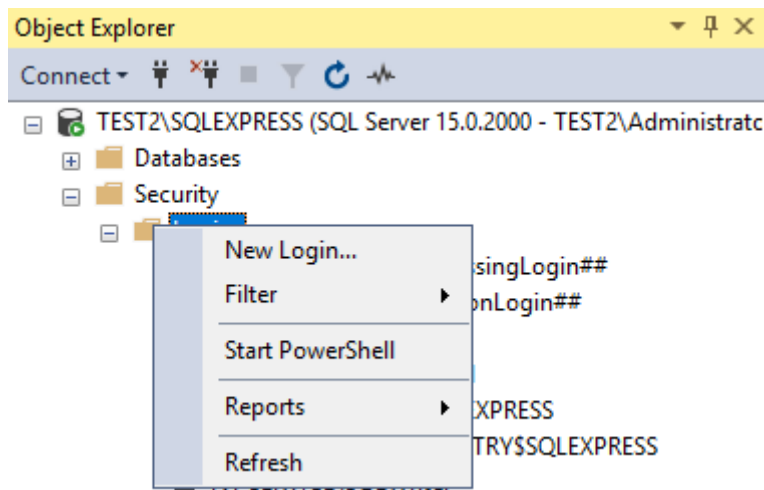 Object Explorer
Connect
TEST2\SQLEXPRESS (SQL Server 15.0.2000 - TEST2\Administratc
Databases
Security
New Login...
singLogin##
Filter
onLogin##
Start PowerShell
Reports
XPRESS
TRY$SQLEXPRESS
Refresh